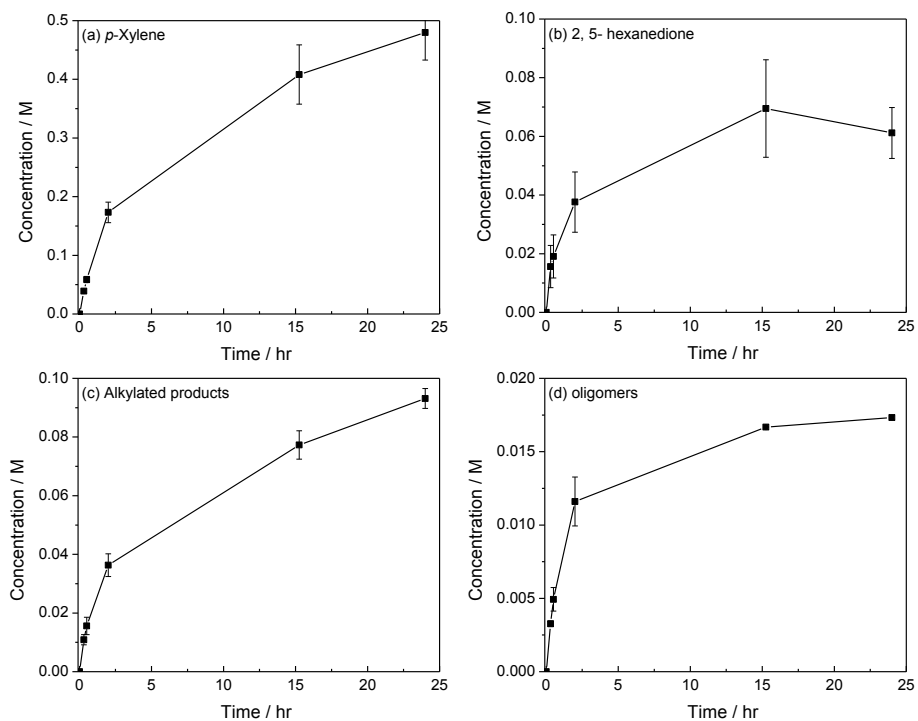 (a) p-Xylene
0.5
0.4
0.3
0.2
0.1
0.0
Concentration / M
0 5 10 15 20 25
Time / hr
(b) 2, 5- hexanedione
0.10
0.08
0.06
0.04
0.02
0.00
Concentration / M
0 5 10 15 20 25
Time / hr
(c) Alkylated products
0.10
0.08
0.06
0.04
0.02
0.00
Concentration / M
0 5 10 15 20 25
Time / hr
(d) oligomers
0.020
0.015
0.010
0.005
0.000
Concentration / M
0 5 10 15 20 25
Time / hr